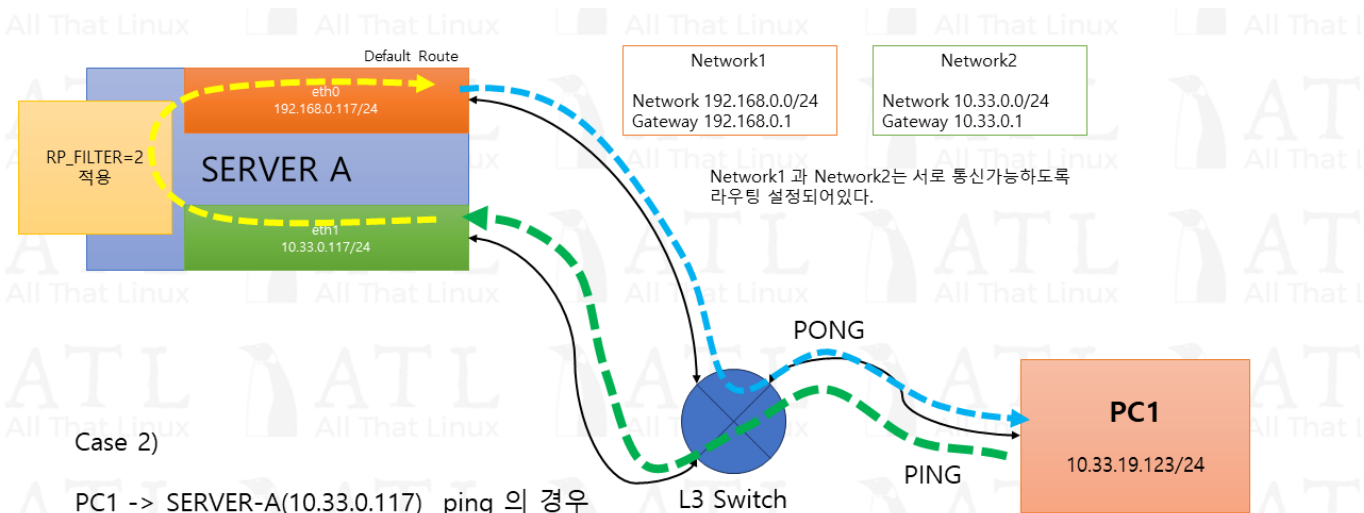 Default Route
eth0
192.168.0.117/24
RP_FILTER=2
적용
SERVER A
eth1
10.33.0.117/24
Network1
Network 192.168.0.0/24
Gateway 192.168.0.1
Network2
Network 10.33.0.0/24
Gateway 10.33.0.1
Network1 과 Network2는 서로 통신가능하도록
라우팅 설정되어있다.
PONG
PING
L3 Switch
PC1
10.33.19.123/24
Case 2)
PC1 -> SERVER-A(10.33.0.117) ping 의 경우
ATL
All That Linux